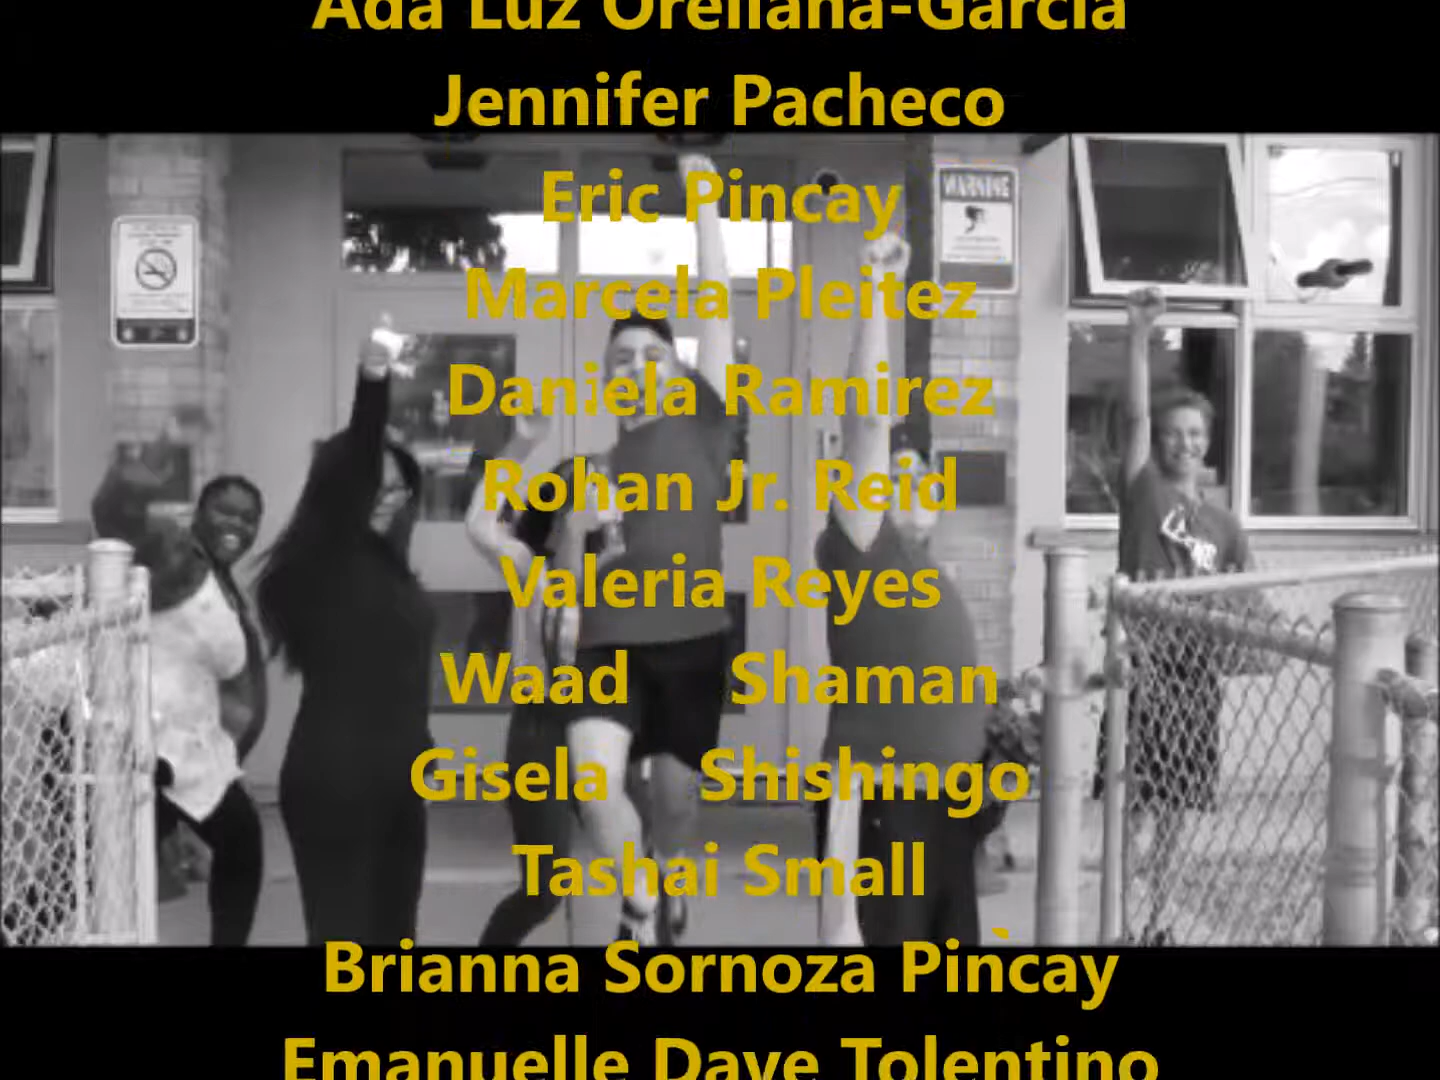 Ada Luz Orellana-Garcia
Jennifer Pacheco
WARNING
Eric Pincay
Marcela Pleitez
Daniela Ramirez
Rohan Jr. Reid
Valeria Reyes
Waad Shaman
Gisela Shishingo
Tashai Small
Brianna Sornoza Pincay
Emanuelle Dave Tolentino